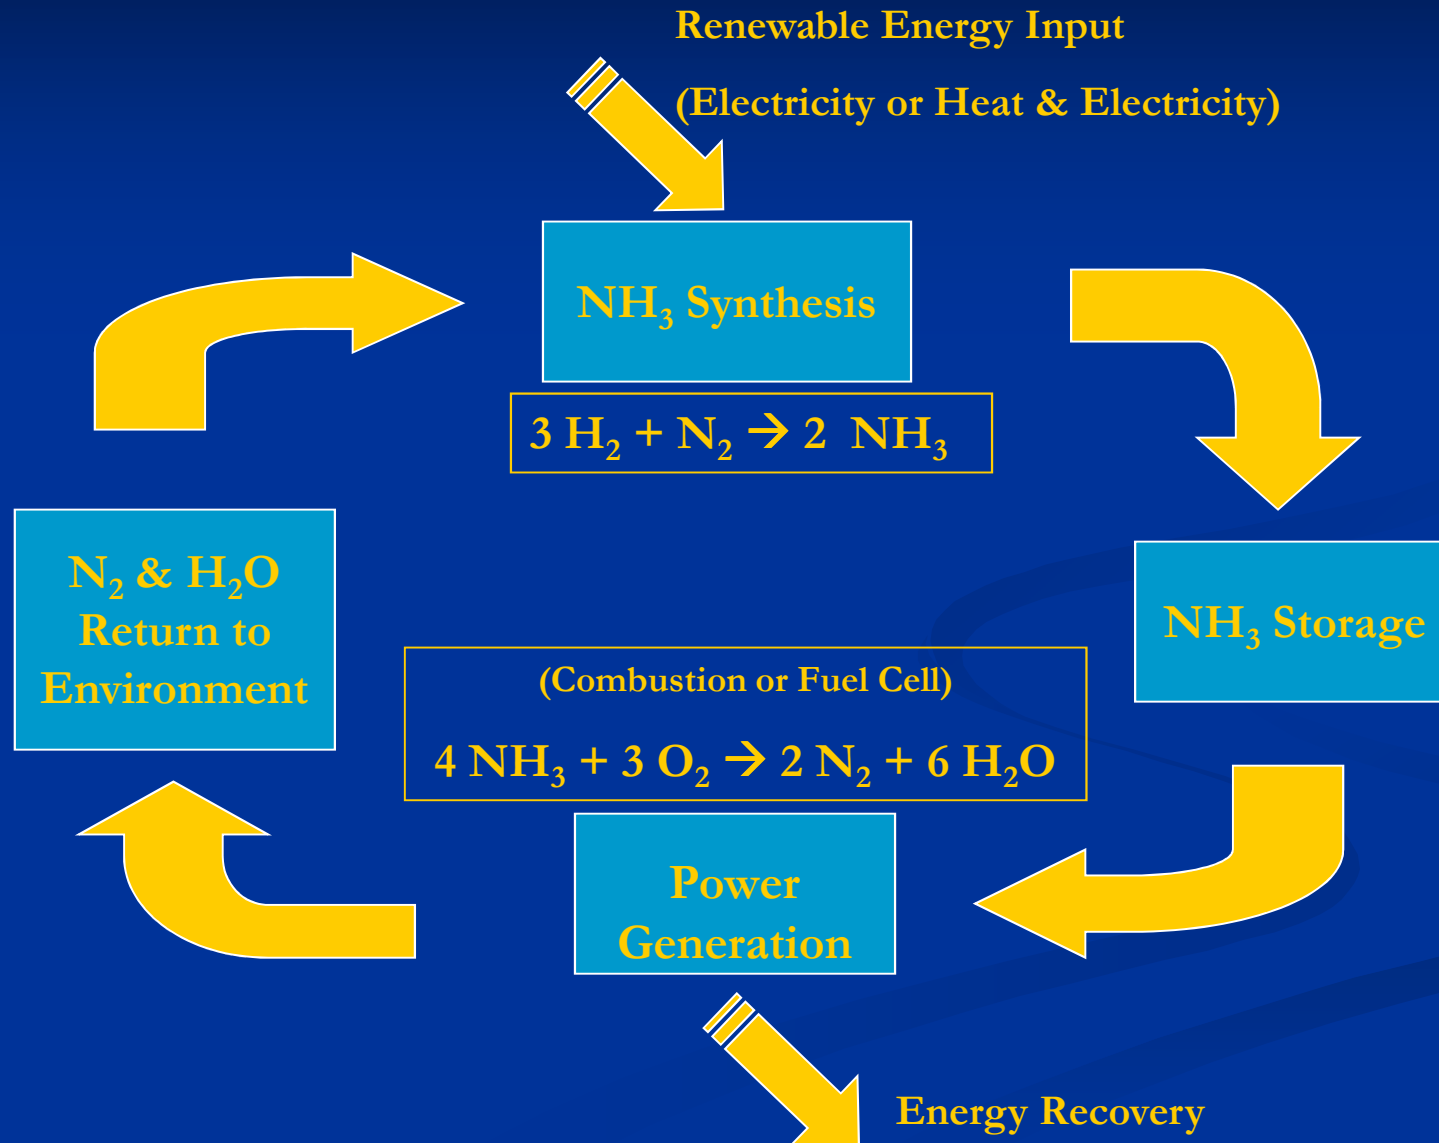 Renewable Energy Input
(Electricity or Heat & Electricity)
NH₃ Synthesis
3 H₂ + N₂ → 2 NH₃
N₂ & H₂O
Return to
Environment
NH₃ Storage
(Combustion or Fuel Cell)
4 NH₃ + 3 O₂ → 2 N₂ + 6 H₂O
Power
Generation
Energy Recovery